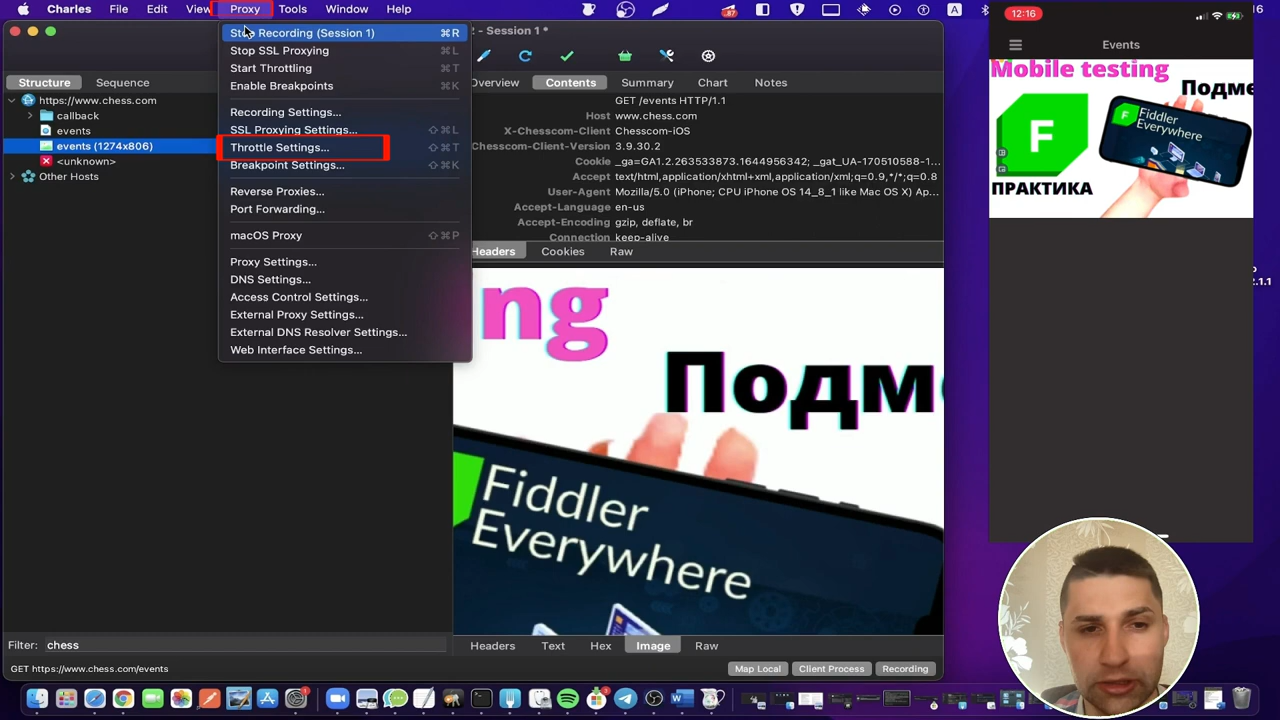 Charles File Edit View Proxy Tools Window Help
.87
A
16
- Session 1 *
Structure Sequence
https://www.chess.com
callback
events
events (1274x806)
<unknown>
Other Hosts
Stop Recording (Session 1) ⌘R
Stop SSL Proxying ⌘L
Start Throttling ⌘T
Enable Breakpoints ⌘K
Recording Settings...
SSL Proxying Settings... ⇧⌘L
Throttle Settings... ⇧⌘T
Breakpoint Settings... ⇧⌘K
Reverse Proxies...
Port Forwarding...
macOS Proxy ⇧⌘P
Proxy Settings...
DNS Settings...
Access Control Settings...
External Proxy Settings...
External DNS Resolver Settings...
Web Interface Settings...
Overview Contents Summary Chart Notes
GET /events HTTP/1.1
Host www.chess.com
X-Chesscom-Client Chesscom-iOS
Chesscom-Client-Version 3.9.30.2
Cookie _ga=GA1.2.263533873.1644956342; _gat_UA-170510588-1...
Accept text/html,application/xhtml+xml,application/xml;q=0.9,*/*;q=0.8
User-Agent Mozilla/5.0 (iPhone; CPU iPhone OS 14_8_1 like Mac OS X) Ap...
Accept-Language en-us
Accept-Encoding gzip, deflate, br
Connection keep-alive
Headers Cookies Raw
ng
Подм
Fiddler
Everywhere
Headers Text Hex Image Raw
Filter: chess
GET https://www.chess.com/events
Map Local Client Process Recording
12:16
Events
Mobile testing
Подме
F
Fiddler
Everywhere
ПРАКТИКА
2.1.1